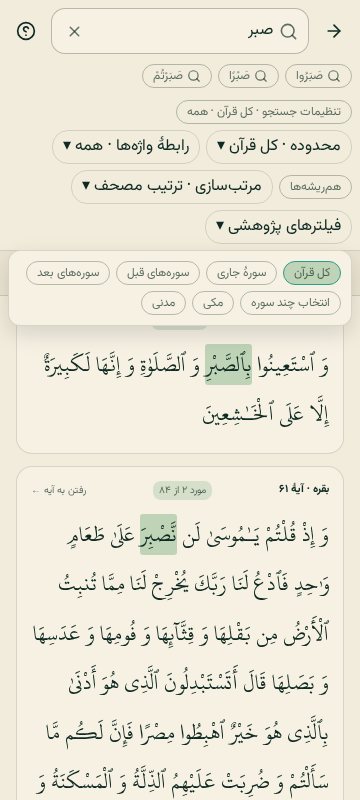 صبر
صَبَرُوا صَبْرًا صَبَرْتُمْ
تنظیمات جستجو · کل قرآن · همه
محدوده · کل قرآن ▾ رابطهٔ واژه‌ها · همه ▾
هم‌ریشه‌ها مرتب‌سازی · ترتیب مصحف ▾
فیلترهای پژوهشی ▾
کل قرآن سورهٔ جاری سوره‌های قبل سوره‌های بعد
انتخاب چند سوره مکی مدنی
وَ ٱسْتَعِينُوا بِٱلصَّبْرِ وَ ٱلصَّلَوٰةِ وَ إِنَّهَا لَكَبِيرَةٌ
إِلَّا عَلَى ٱلْخَـٰشِعِينَ
بقره · آیهٔ ۶۱ مورد ۲ از ۸۴ رفتن به آیه ←
وَ إِذْ قُلْتُمْ يَـٰمُوسَىٰ لَن نَّصْبِرَ عَلَىٰ طَعَامٍ
وَٰحِدٍ فَٱدْعُ لَنَا رَبَّكَ يُخْرِجْ لَنَا مِمَّا تُنۢبِتُ
ٱلْأَرْضُ مِن بَقْلِهَا وَ قِثَّآئِهَا وَ فُومِهَا وَ عَدَسِهَا
وَ بَصَلِهَا قَالَ أَتَسْتَبْدِلُونَ ٱلَّذِى هُوَ أَدْنَىٰ
بِٱلَّذِى هُوَ خَيْرٌ ٱهْبِطُوا مِصْرًا فَإِنَّ لَكُم مَّا
سَأَلْتُمْ وَ ضُرِبَتْ عَلَيْهِمُ ٱلذِّلَّةُ وَ ٱلْمَسْكَنَةُ وَ